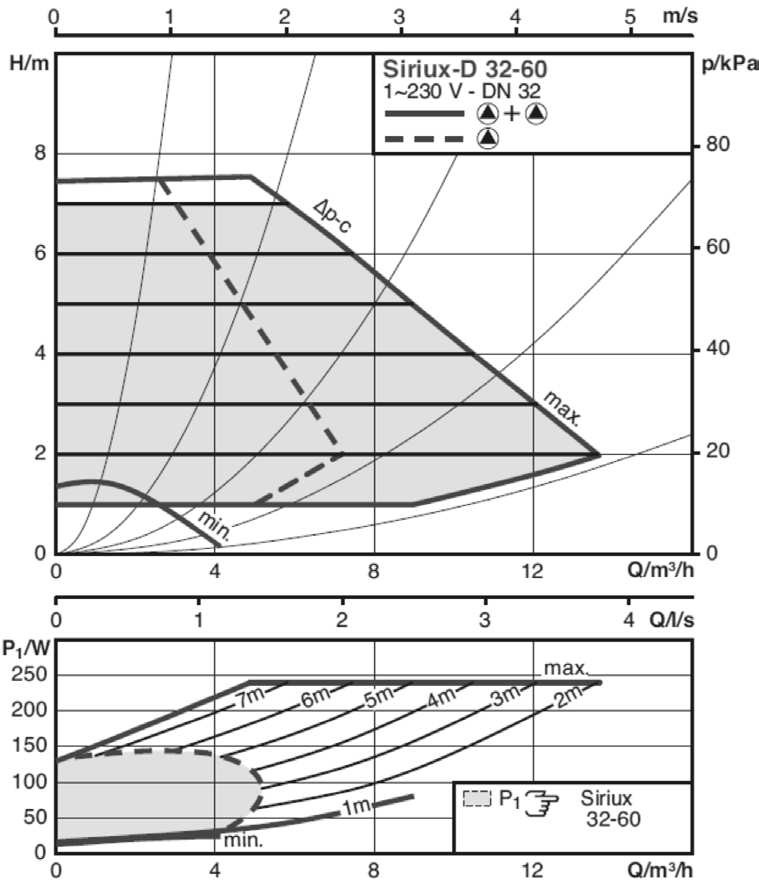 0 1 2 3 4 5 m/s
H/m
p/kPa
Siriux-D 32-60
1~230 V - DN 32
+
8
6
4
2
0
80
60
40
20
0
Δp-c
max.
min.
0 4 8 12 Q/m³/h
0 1 2 3 4 Q/l/s
P₁/W
250
200
150
100
50
0
max.
7m 6m 5m 4m 3m 2m
1m
min.
P₁ Siriux
32-60
0 4 8 12 Q/m³/h